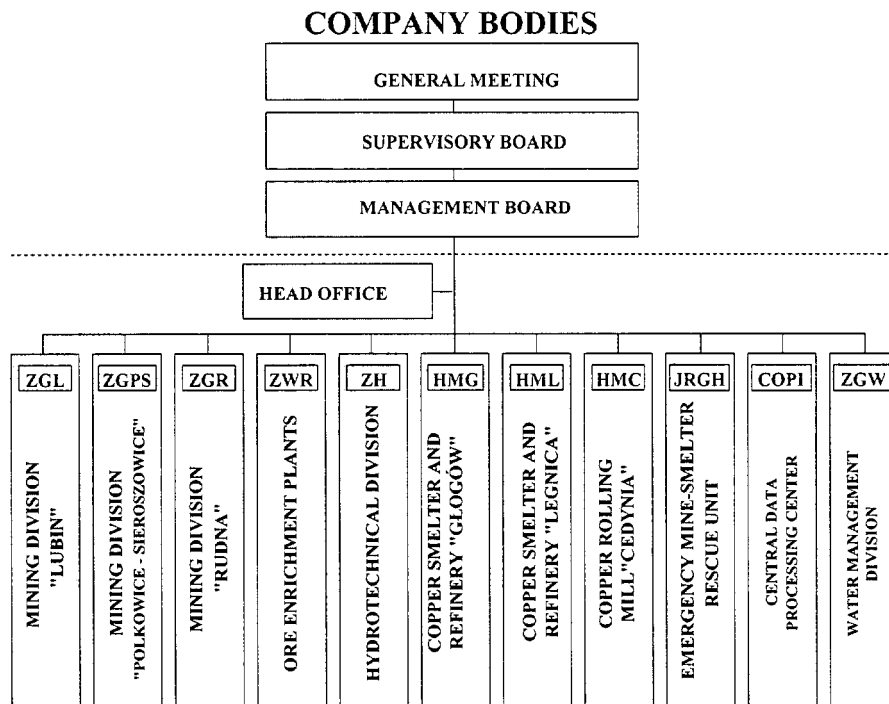 COMPANY BODIES
GENERAL MEETING
SUPERVISORY BOARD
MANAGEMENT BOARD
HEAD OFFICE
ZGL
MINING DIVISION
"LUBIN"
ZGPS
MINING DIVISION
"POLKOWICE - SIEROSZOWICE"
ZGR
MINING DIVISION
"RUDNA"
ZWR
ORE ENRICHMENT PLANTS
ZH
HYDROTECHNICAL DIVISION
HMG
COPPER SMELTER AND
REFINERY "GŁOGÓW"
HML
COPPER SMELTER AND
REFINERY "LEGNICA"
HMC
COPPER ROLLING
MILL"CEDYNIA"
JRGH
EMERGENCY MINE-SMELTER
RESCUE UNIT
COPI
CENTRAL DATA
PROCESSING CENTER
ZGW
WATER MANAGEMENT
DIVISION